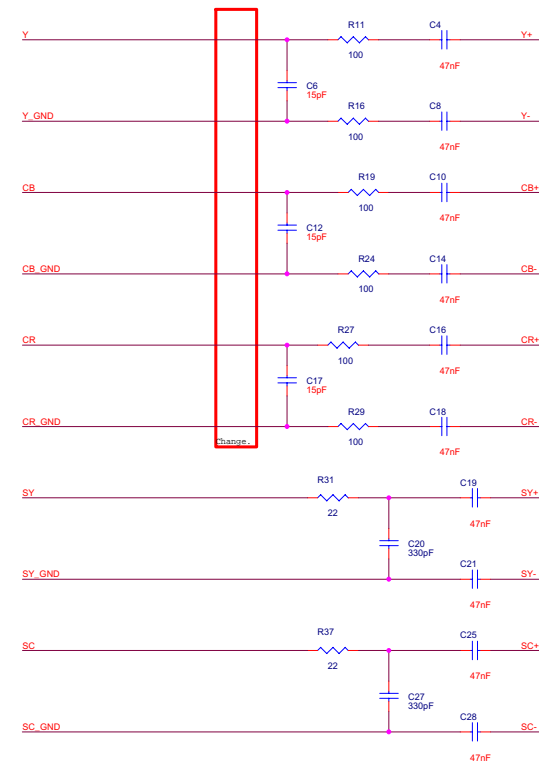 R11 C4
Y Y+
100 47nF
C6
15pF
R16 C8
Y_GND Y-
100 47nF
R19 C10
CB CB+
100 47nF
C12
15pF
R24 C14
CB_GND CB-
100 47nF
R27 C16
CR CR+
100 47nF
C17
15pF
R29 C18
CR_GND CR-
Change.
100 47nF
R31 C19
SY SY+
22 47nF
C20
330pF
C21
SY_GND SY-
47nF
R37 C25
SC SC+
22 47nF
C27
330pF
C28
SC_GND SC-
47nF